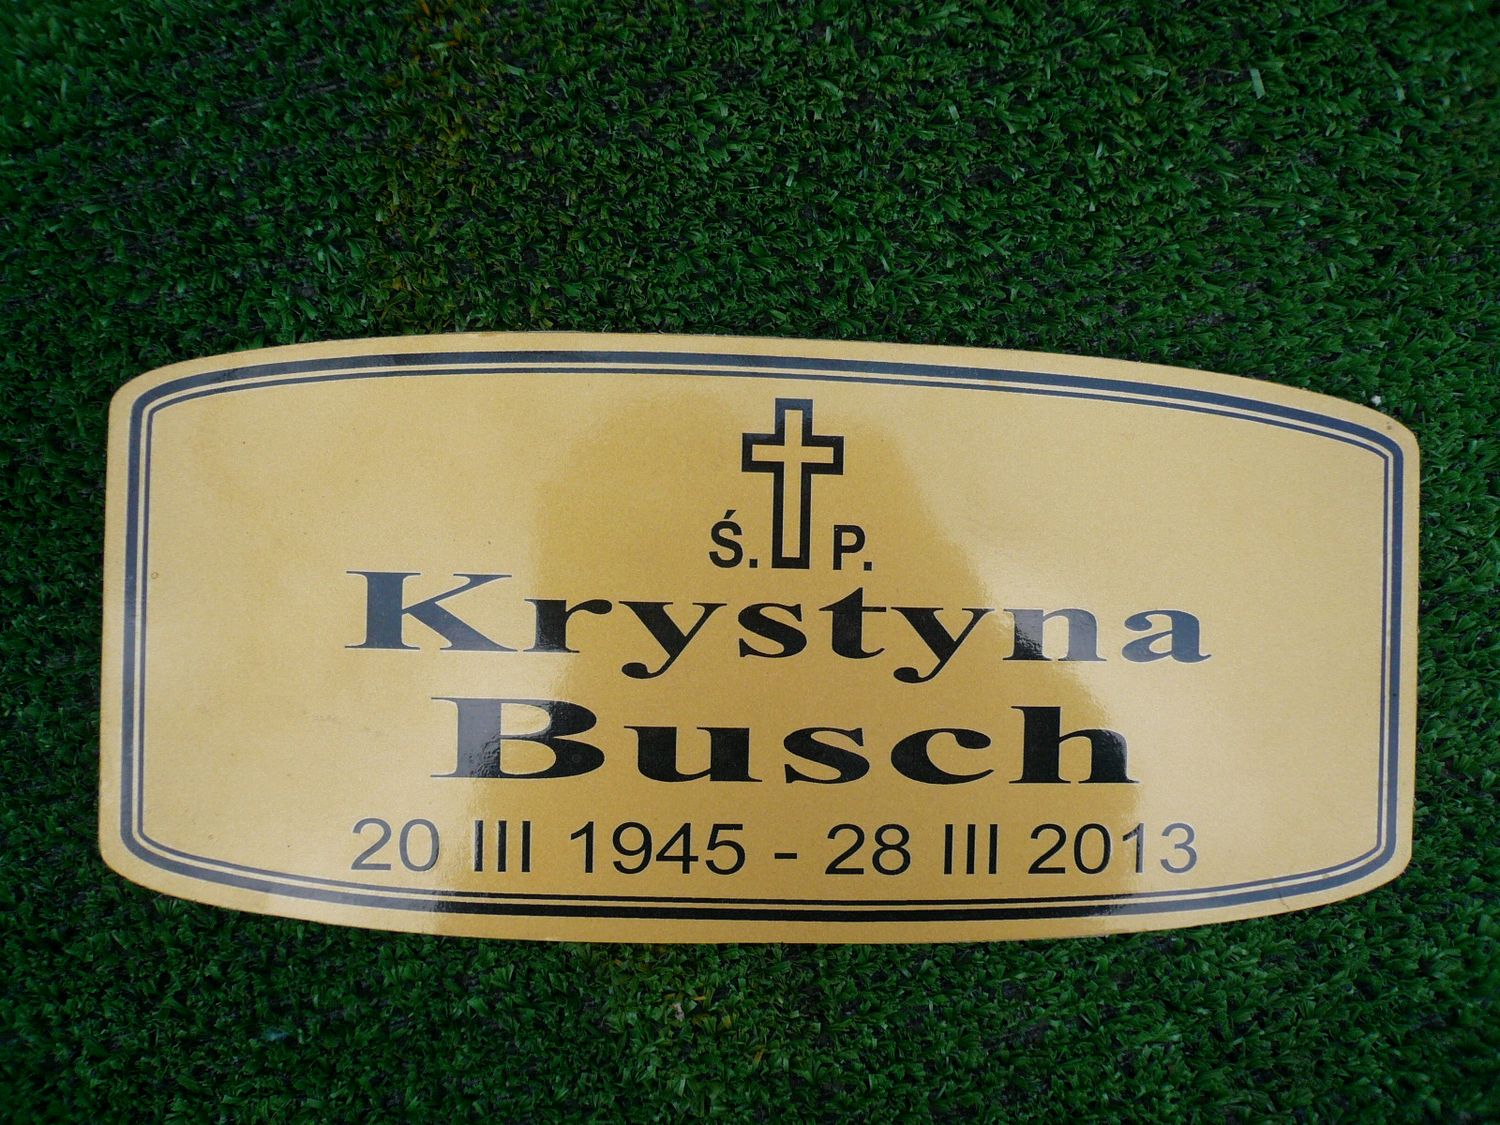 Ś. P.
Krystyna
Busch
20 III 1945 - 28 III 2013